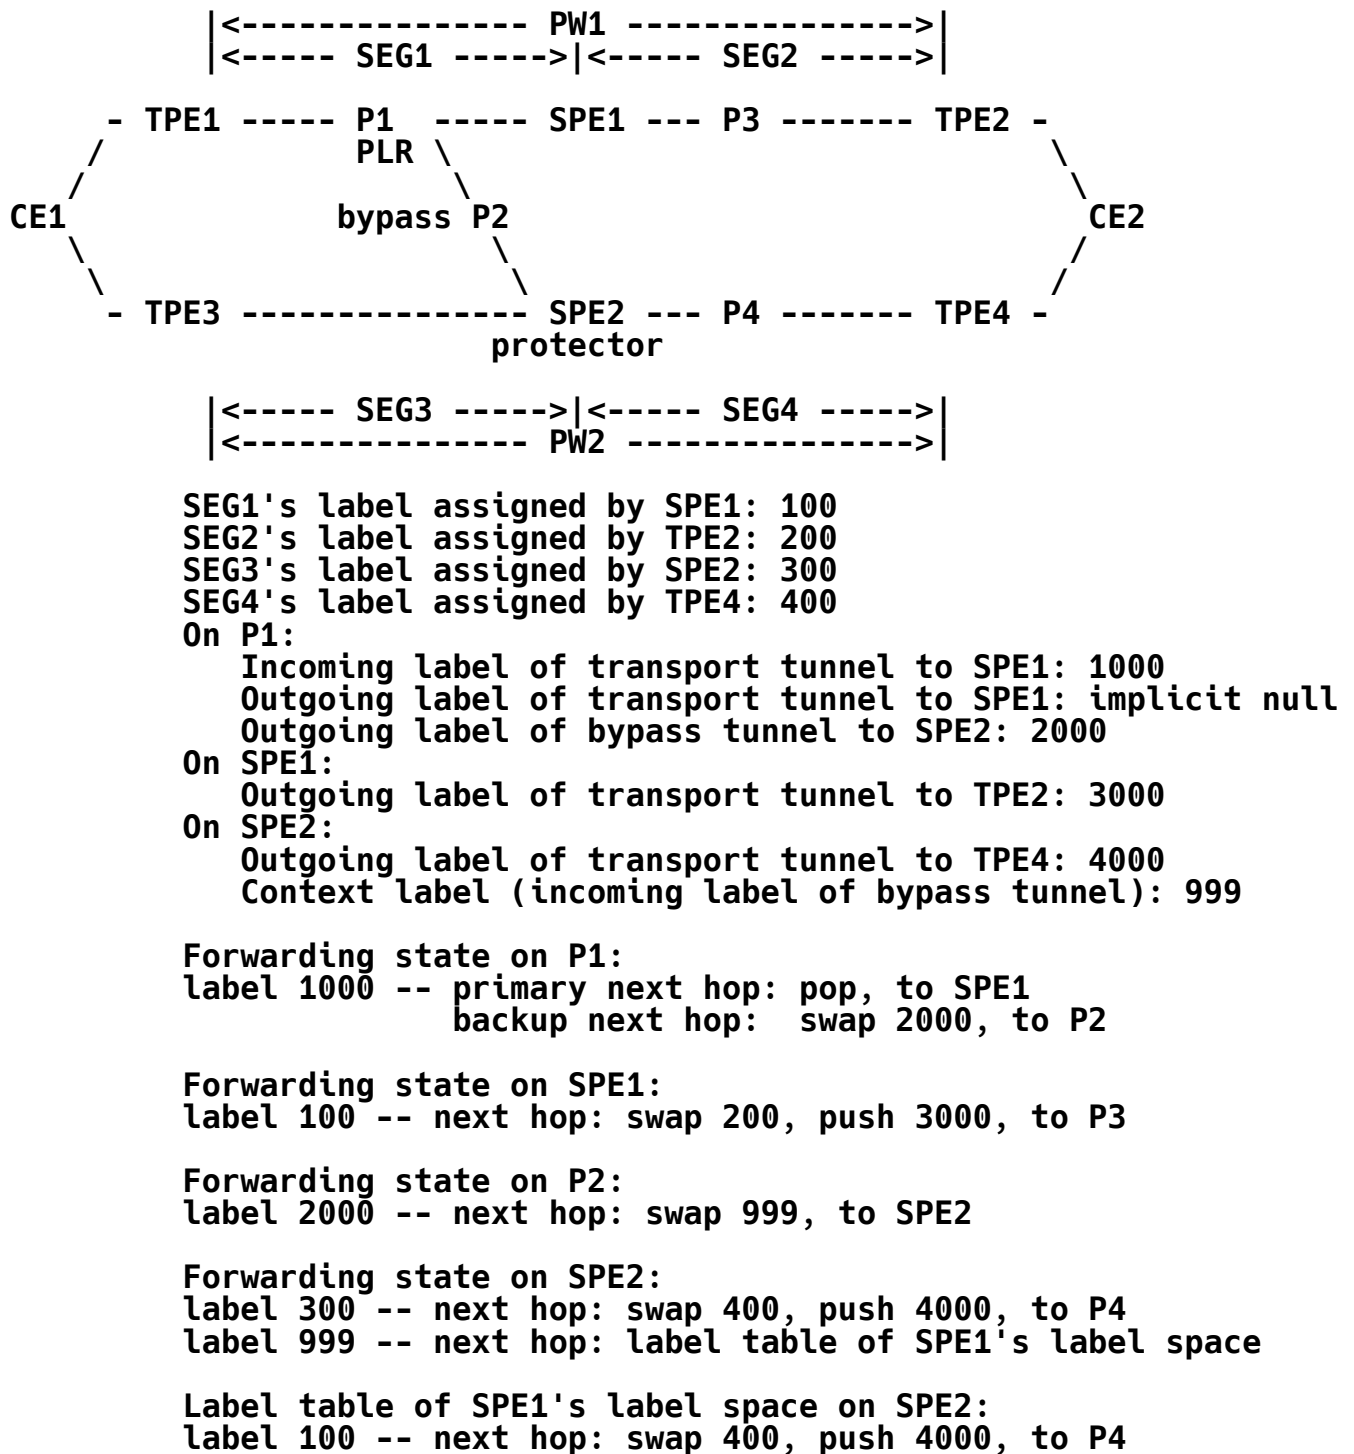 |<--------------- PW1 --------------->|
|<----- SEG1 ----->|<----- SEG2 ----->|
- TPE1 ----- P1 ----- SPE1 --- P3 ------- TPE2 -
/ PLR \ \
/ \ \
CE1 bypass P2 CE2
\ \ /
\ \ /
- TPE3 --------------- SPE2 --- P4 ------- TPE4 -
protector
|<----- SEG3 ----->|<----- SEG4 ----->|
|<--------------- PW2 --------------->|
SEG1's label assigned by SPE1: 100
SEG2's label assigned by TPE2: 200
SEG3's label assigned by SPE2: 300
SEG4's label assigned by TPE4: 400
On P1:
Incoming label of transport tunnel to SPE1: 1000
Outgoing label of transport tunnel to SPE1: implicit null
Outgoing label of bypass tunnel to SPE2: 2000
On SPE1:
Outgoing label of transport tunnel to TPE2: 3000
On SPE2:
Outgoing label of transport tunnel to TPE4: 4000
Context label (incoming label of bypass tunnel): 999
Forwarding state on P1:
label 1000 -- primary next hop: pop, to SPE1
backup next hop:  swap 2000, to P2
Forwarding state on SPE1:
label 100 -- next hop: swap 200, push 3000, to P3
Forwarding state on P2:
label 2000 -- next hop: swap 999, to SPE2
Forwarding state on SPE2:
label 300 -- next hop: swap 400, push 4000, to P4
label 999 -- next hop: label table of SPE1's label space
Label table of SPE1's label space on SPE2:
label 100 -- next hop: swap 400, push 4000, to P4